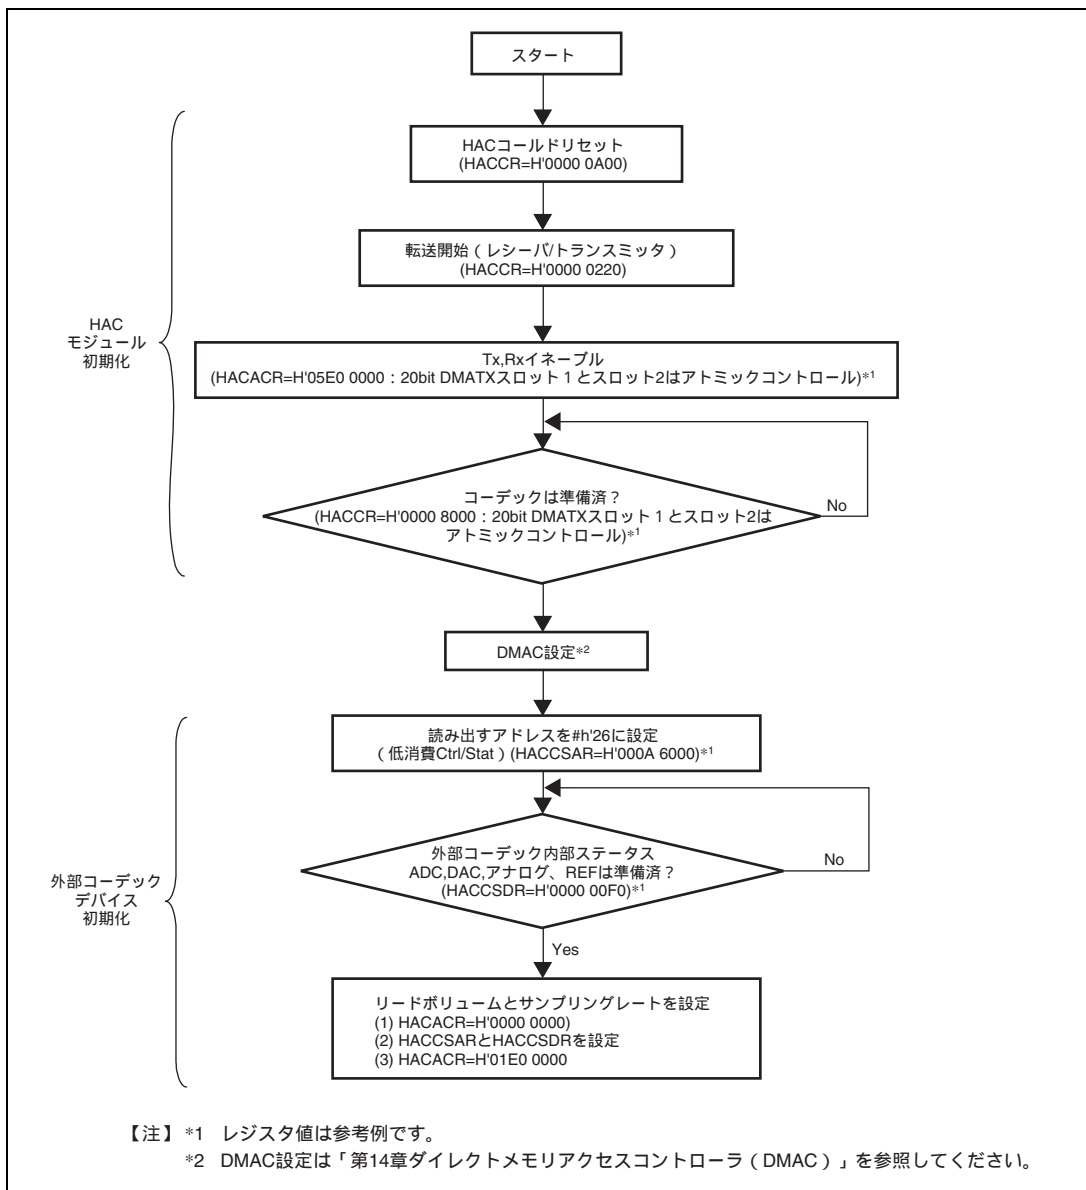 スタート
HACコールドリセット
(HACCR=H'0000 0A00)
転送開始（レシーバ/トランスミッタ）
(HACCR=H'0000 0220)
HAC
モジュール
初期化
Tx,Rxイネーブル
(HACACR=H'05E0 0000：20bit DMATXスロット1とスロット2はアトミックコントロール)*1
コーデックは準備済？
(HACCR=H'0000 8000：20bit DMATXスロット1とスロット2は
アトミックコントロール)*1
No
DMAC設定*2
読み出すアドレスを#h'26に設定
（低消費Ctrl/Stat）(HACCSAR=H'000A 6000)*1
外部コーデック
デバイス
初期化
外部コーデック内部ステータス
ADC,DAC,アナログ、REFは準備済？
(HACCSDR=H'0000 00F0)*1
No
Yes
リードボリュームとサンプリングレートを設定
(1) HACACR=H'0000 0000)
(2) HACCSARとHACCSDRを設定
(3) HACACR=H'01E0 0000
【注】*1 レジスタ値は参考例です。
*2 DMAC設定は「第14章ダイレクトメモリアクセスコントローラ（DMAC）」を参照してください。